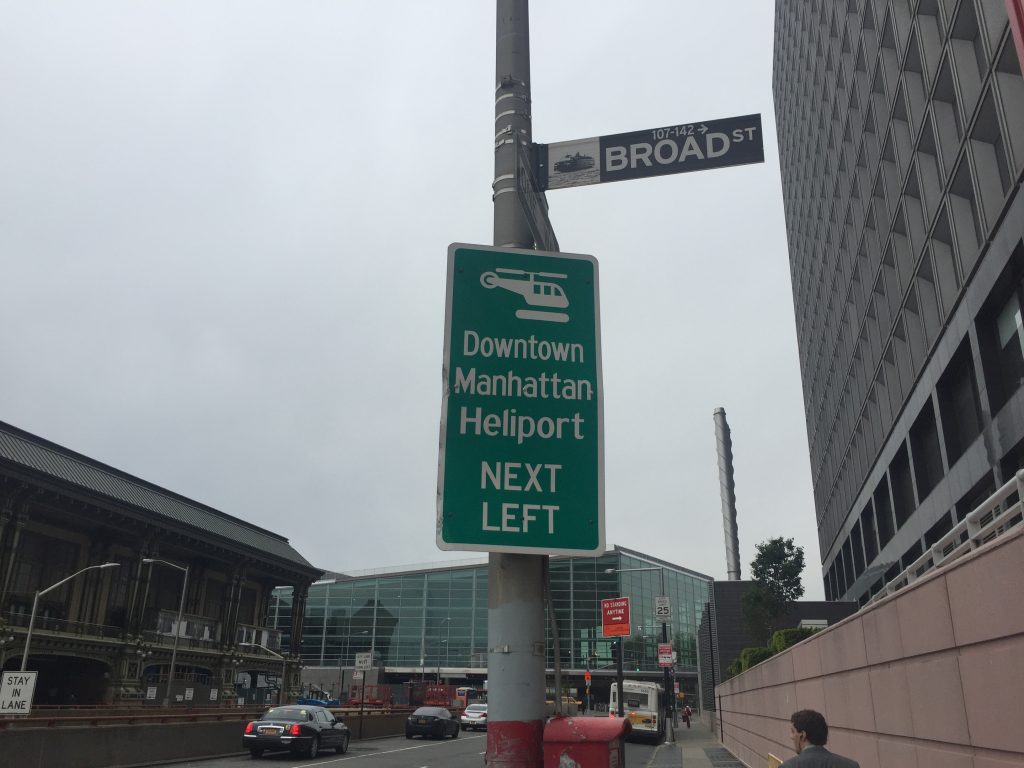 107-142 →
BROAD ST
Downtown
Manhattan
Heliport
NEXT
LEFT
NO STANDING
ANYTIME
25
STAY
IN
LANE